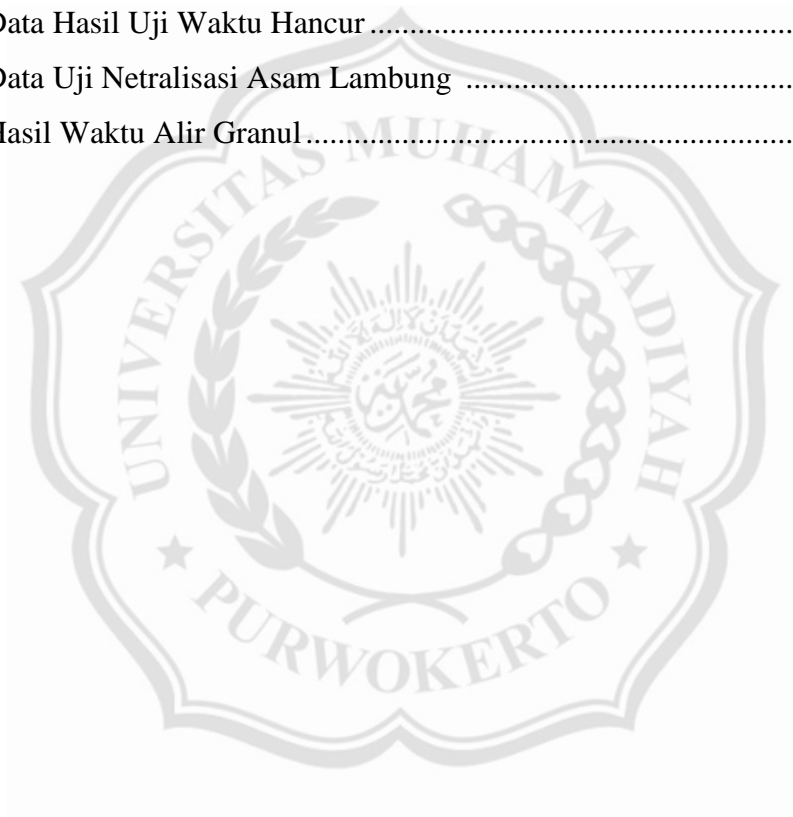 Data Hasil Uji Waktu Hancur ......................................................
Data Uji Netralisasi Asam Lambung ..........................................
Hasil Waktu Alir Granul ..............................................................
UNIVERSITAS MUHAMMADIYAH
PURWOKERTO